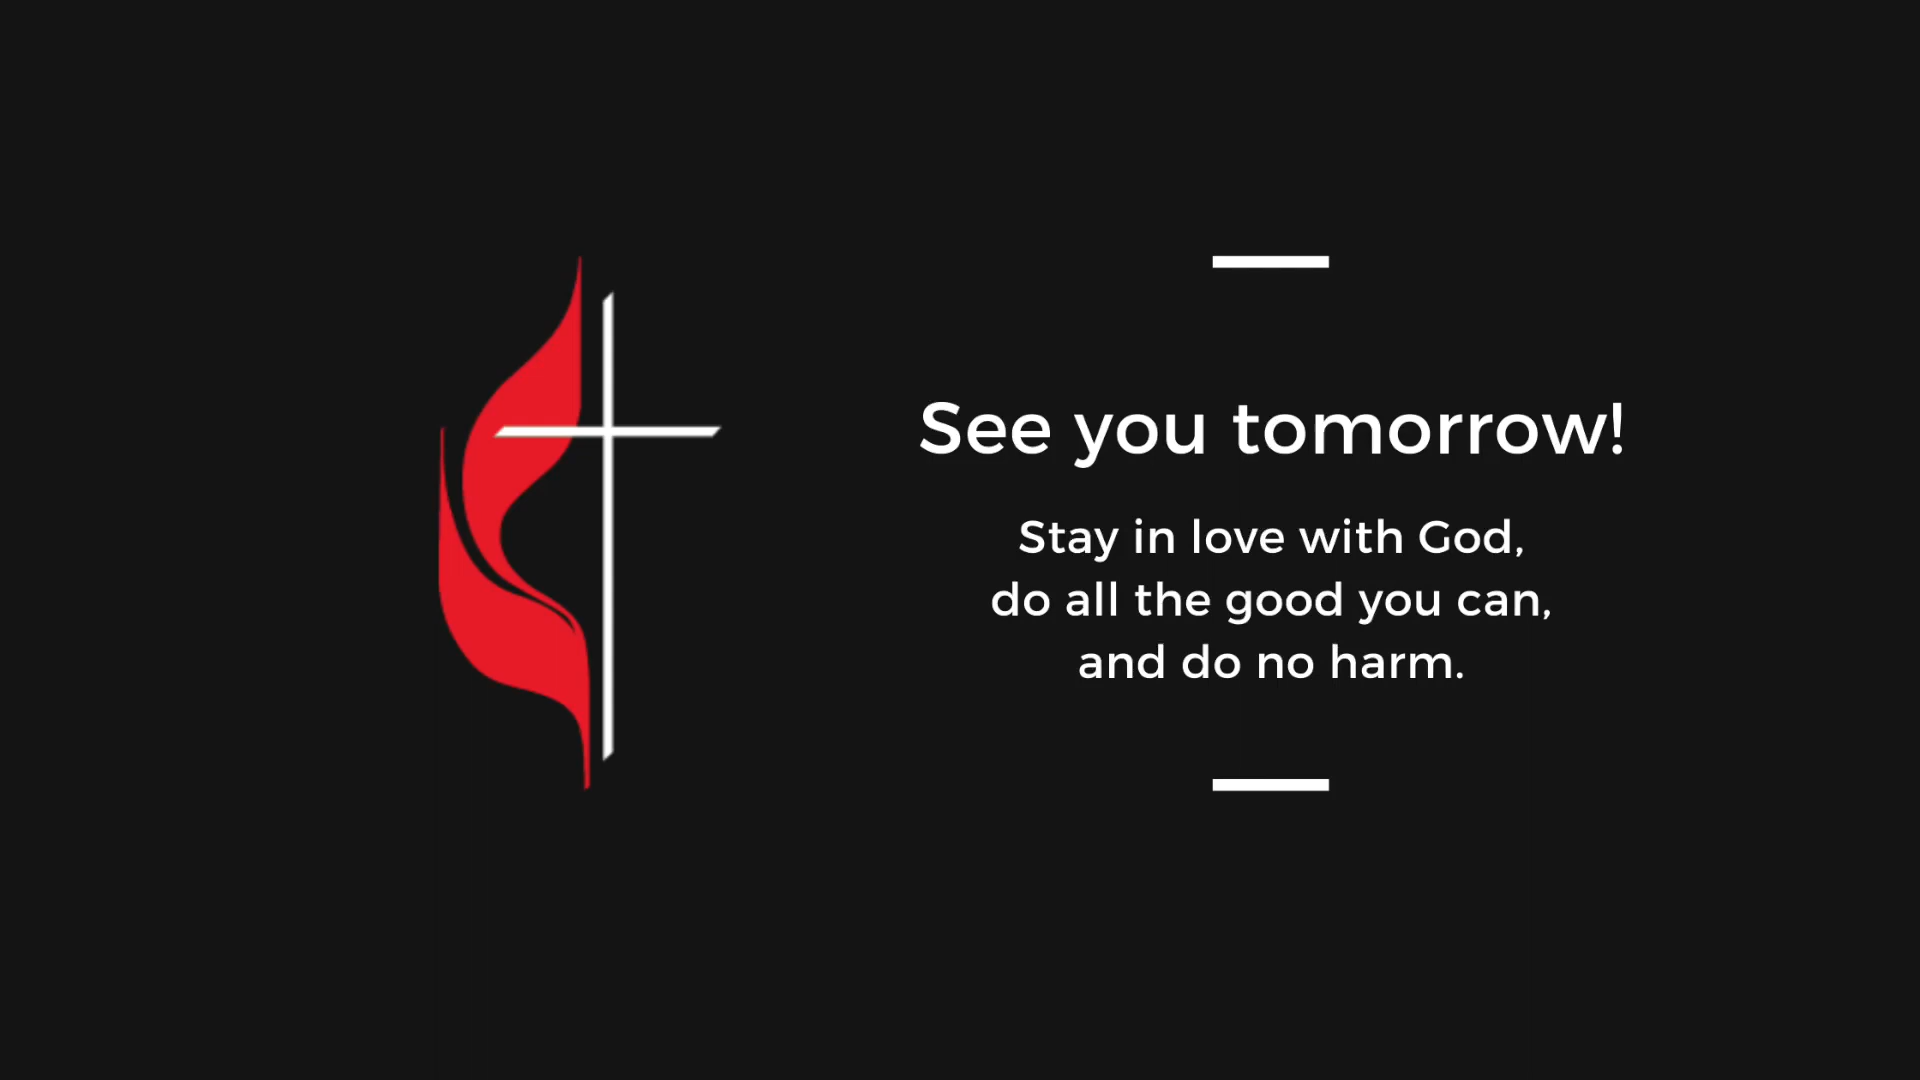 See you tomorrow!
Stay in love with God,
do all the good you can,
and do no harm.